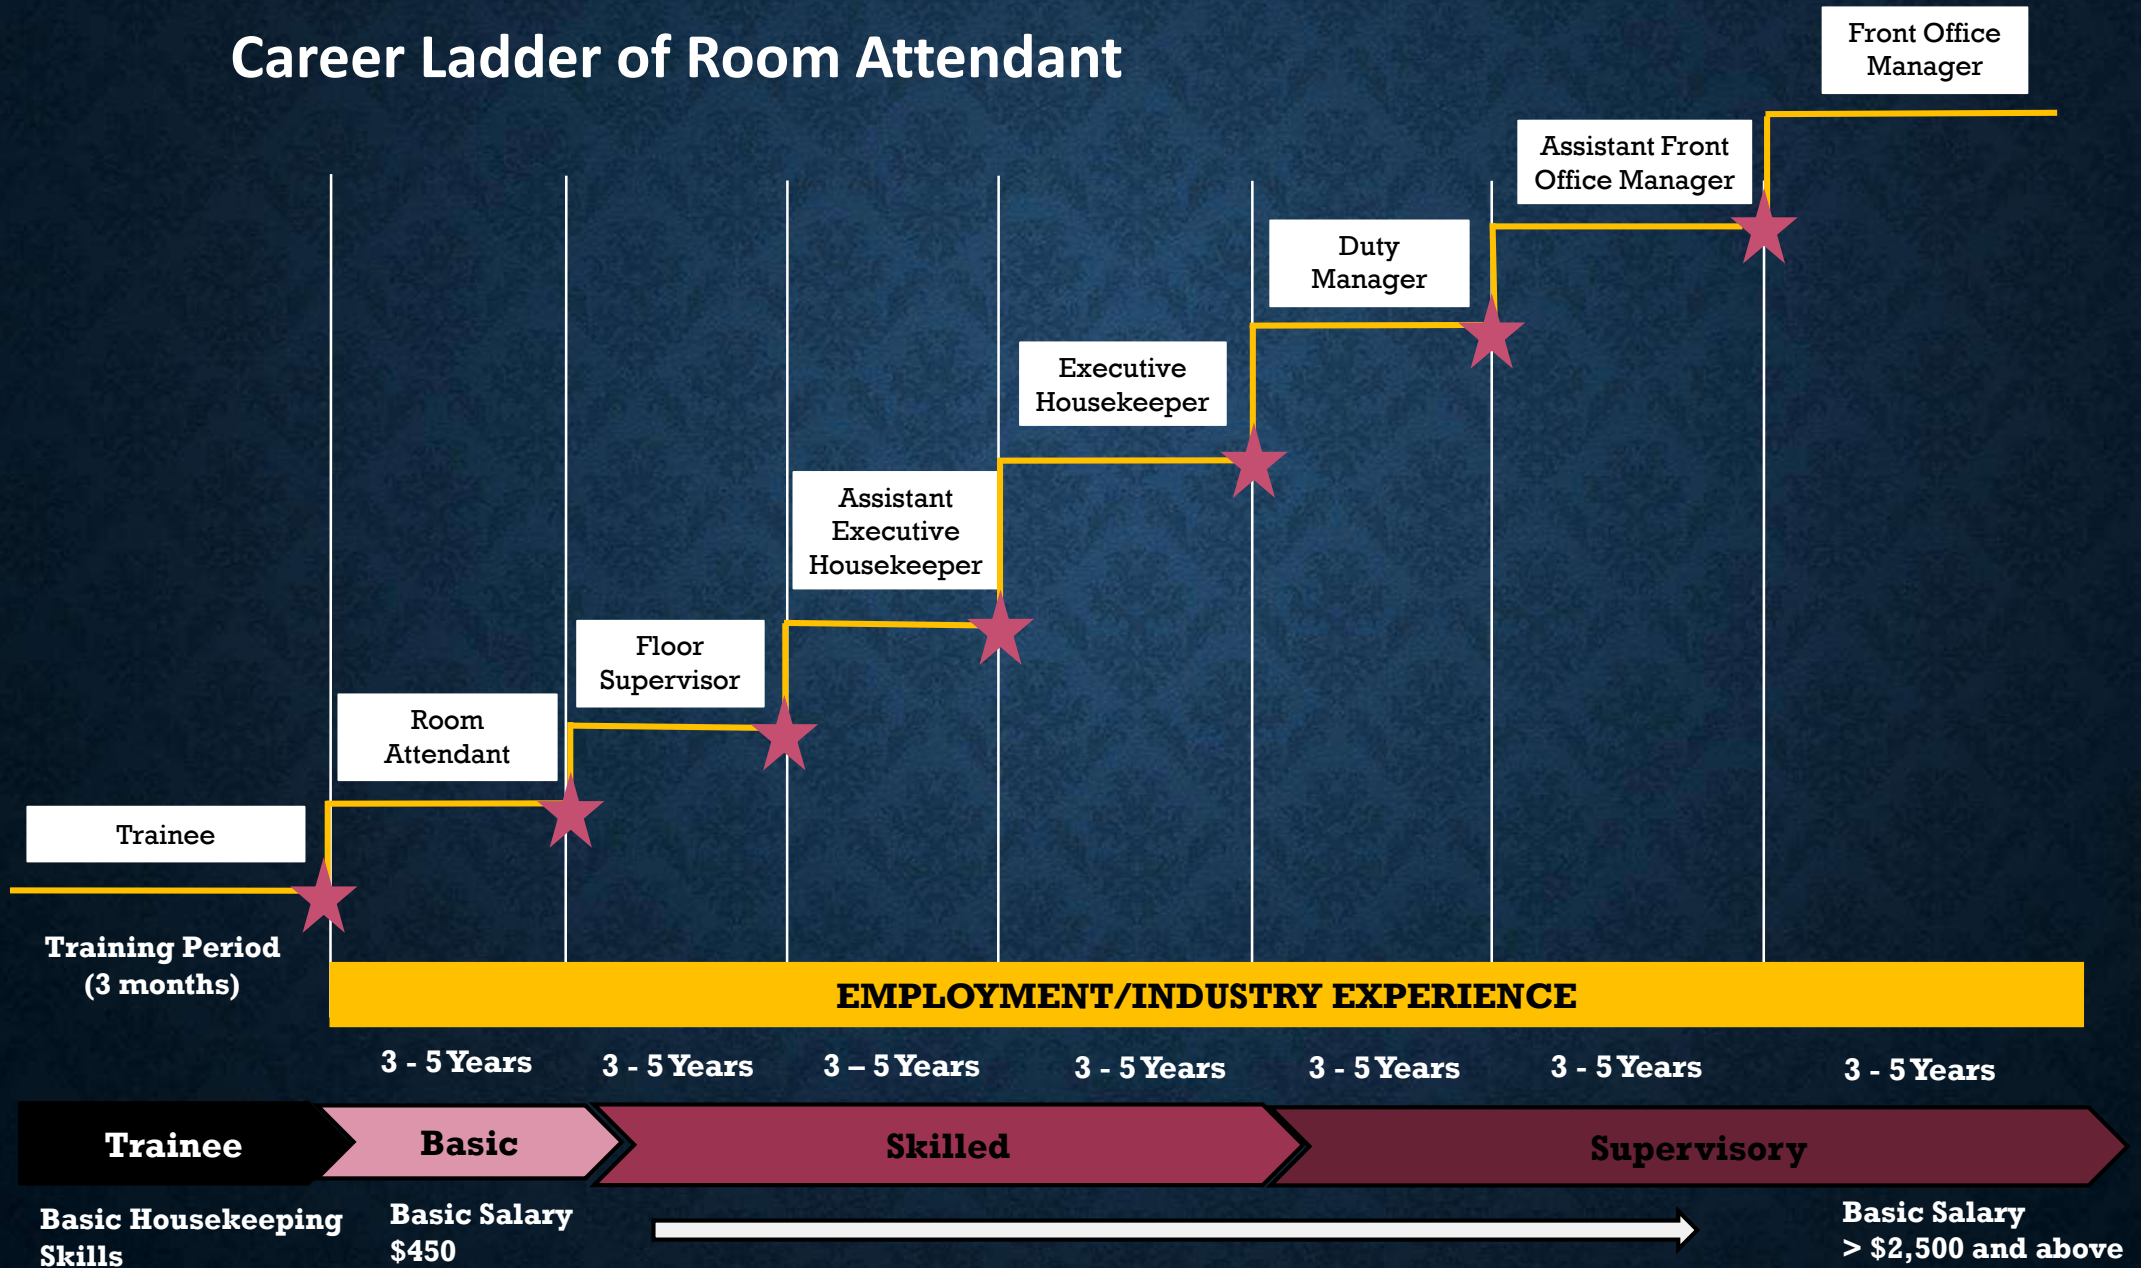 Career Ladder of Room Attendant
Front Office
Manager
Assistant Front
Office Manager
Duty
Manager
Executive
Housekeeper
Assistant
Executive
Housekeeper
Floor
Supervisor
Room
Attendant
Trainee
Training Period
(3 months)
EMPLOYMENT/INDUSTRY EXPERIENCE
3 - 5 Years
3 - 5 Years
3 – 5 Years
3 - 5 Years
3 - 5 Years
3 - 5 Years
3 - 5 Years
Trainee
Basic
Skilled
Supervisory
Basic Housekeeping
Skills
Basic Salary
$450
Basic Salary
> $2,500 and above